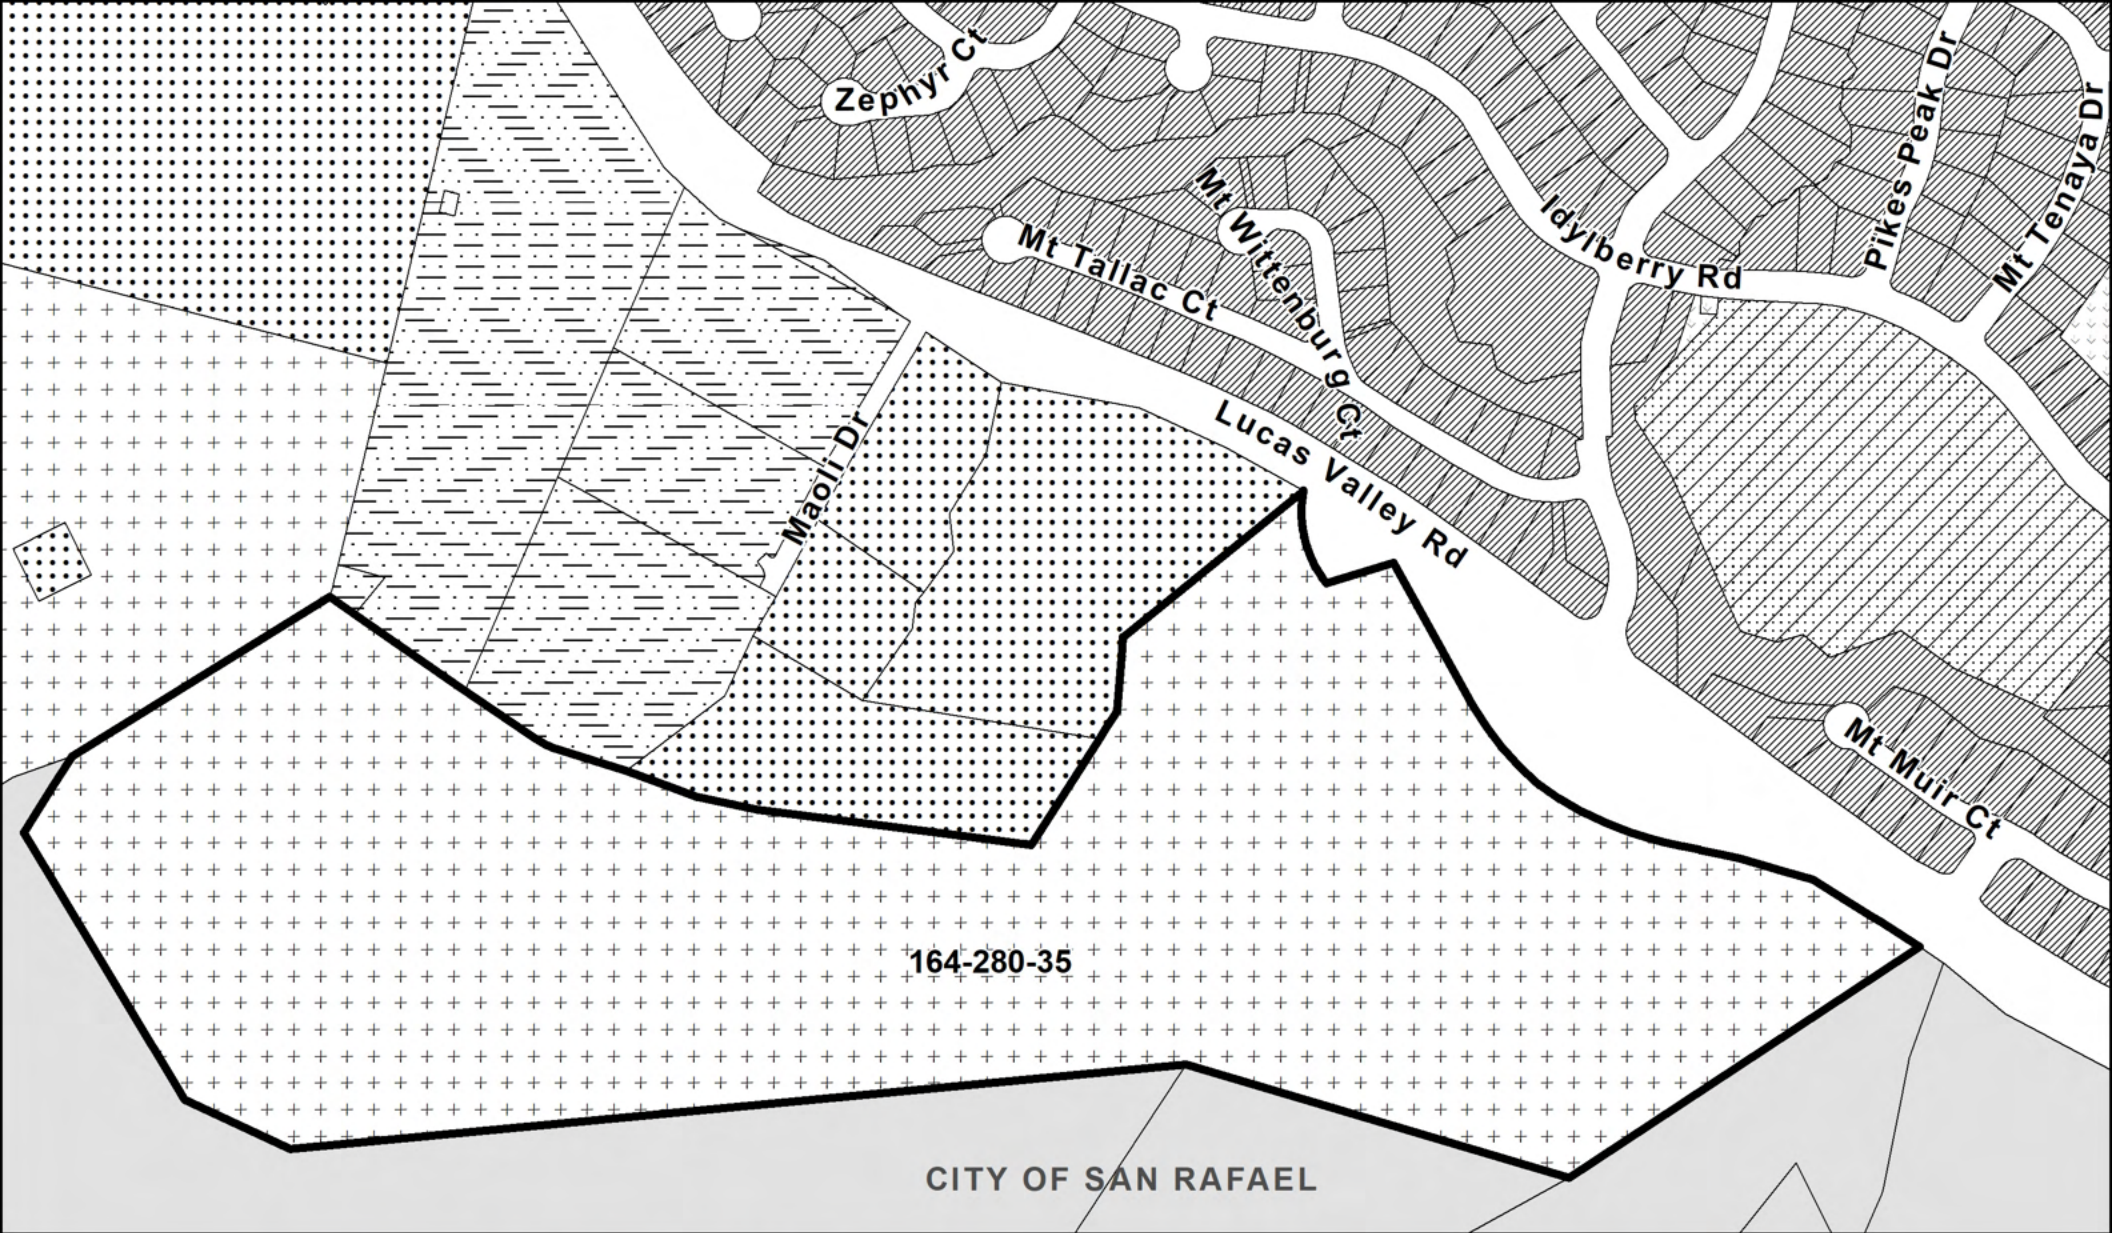 Zephyr Ct
Pikes Peak Dr
Mt Tenaya Dr
Mt Wittenburg Ct
Idylberry Rd
Mt Tallac Ct
Maoli Dr
Lucas Valley Rd
Mt Muir Ct
164-280-35
CITY OF SAN RAFAEL